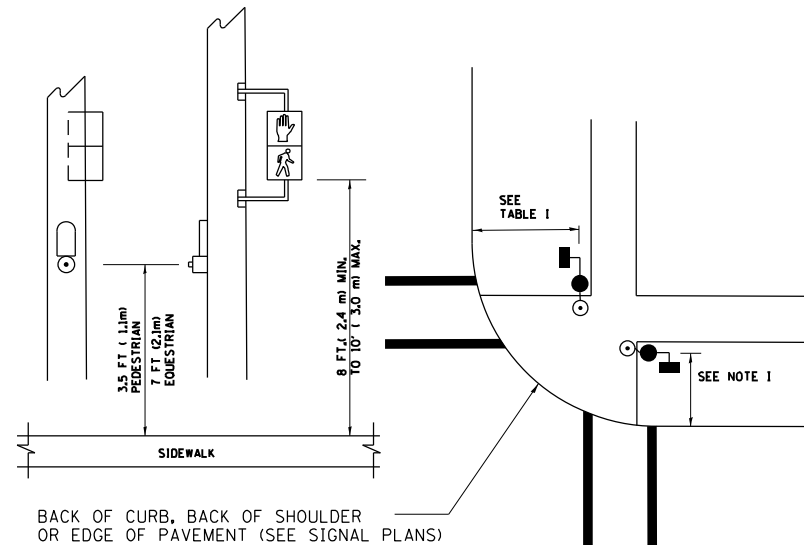 SEE
TABLE I
3.5 FT ( 1.1m)
PEDESTRIAN
7 FT (2.1m)
EQUESTRIAN
8 FT.( 2.4 m) MIN.
TO 10' ( 3.0 m) MAX.
SEE NOTE I
SIDEWALK
BACK OF CURB, BACK OF SHOULDER
OR EDGE OF PAVEMENT (SEE SIGNAL PLANS)